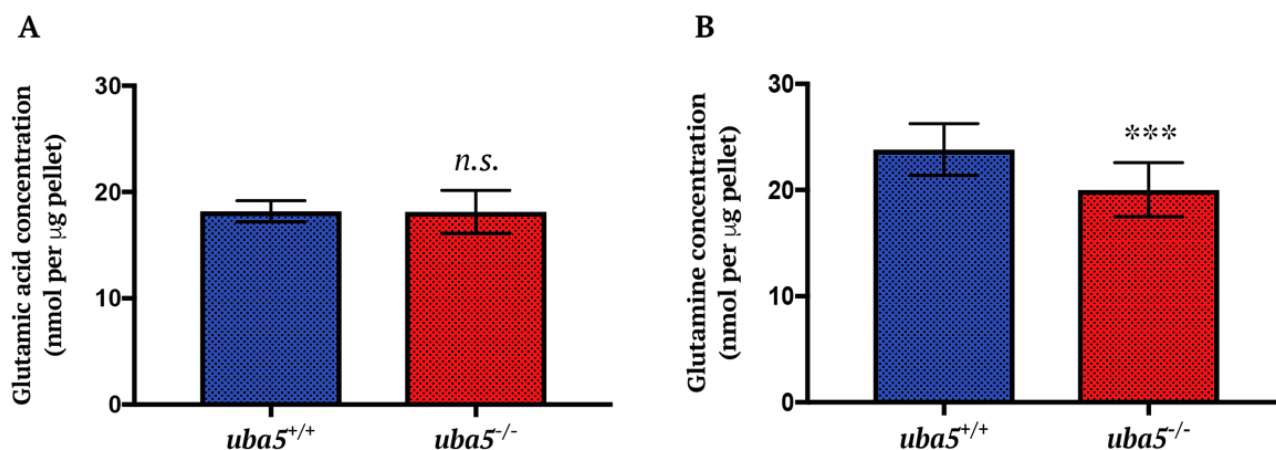 A
Glutamic acid concentration
(nmol per μg pellet)
30
20
10
0
n.s.
uba5+/+
uba5-/-
B
Glutamine concentration
(nmol per μg pellet)
30
20
10
0
***
uba5+/+
uba5-/-